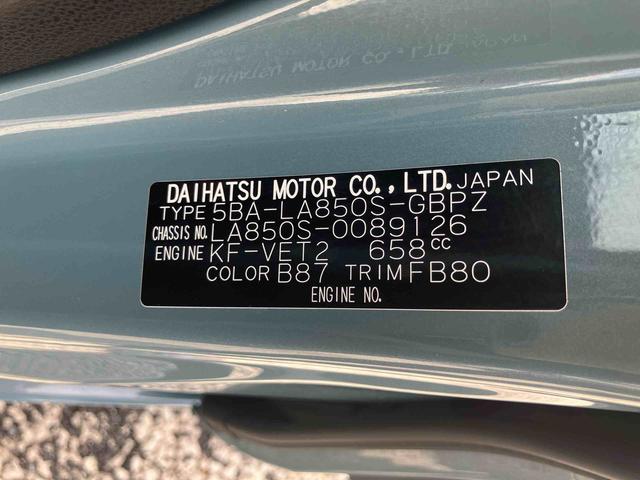 DAIHATSU MOTOR CO., LTD. JAPAN
TYPE 5BA-LA850S-GBPZ
CHASSIS NO. LA850S-0089126
ENGINE KF-VET2 658cc
COLOR B87 TRIM FB80
ENGINE NO.